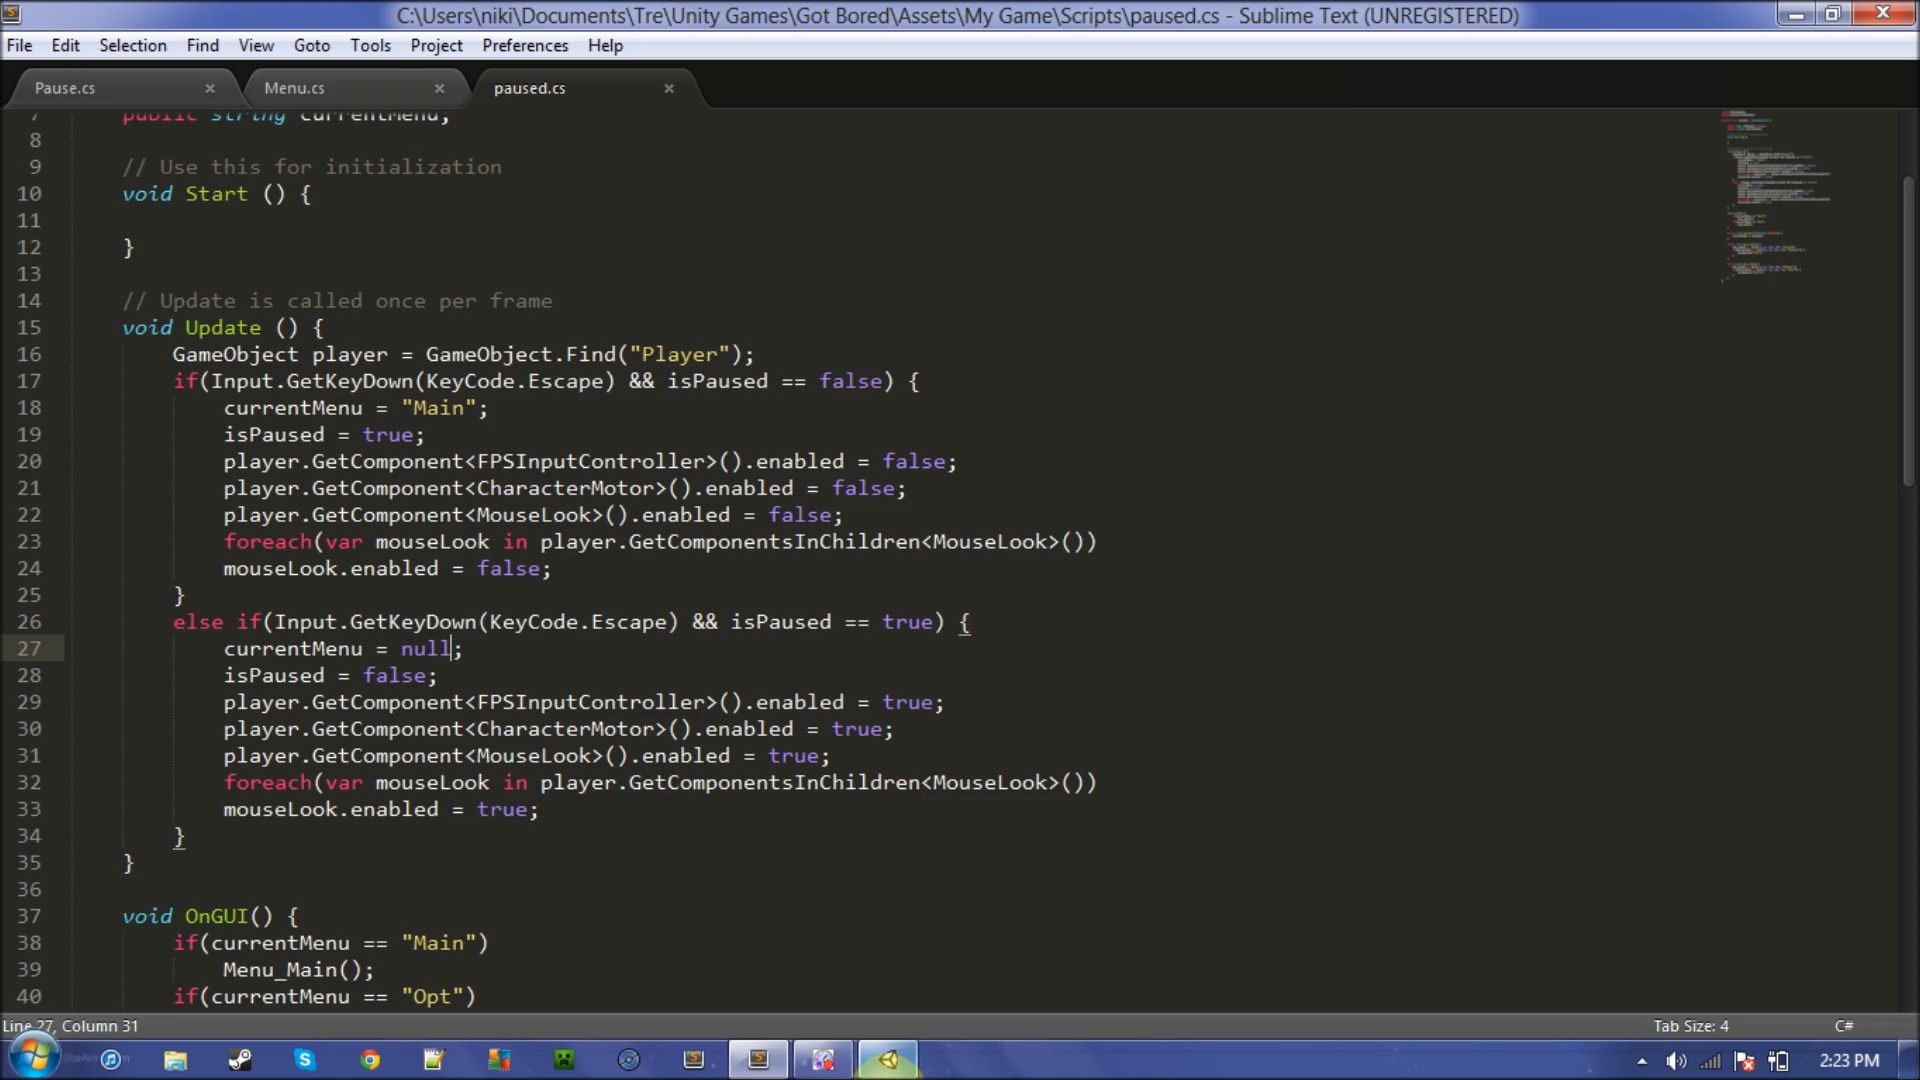 C:\Users\niki\Documents\Tre\Unity Games\Got Bored\Assets\My Game\Scripts\paused.cs - Sublime Text (UNREGISTERED)
File Edit Selection Find View Goto Tools Project Preferences Help
Pause.cs × Menu.cs × paused.cs ×
7 public string currentMenu;
8
9 // Use this for initialization
10 void Start () {
11
12 }
13
14 // Update is called once per frame
15 void Update () {
16 GameObject player = GameObject.Find("Player");
17 if(Input.GetKeyDown(KeyCode.Escape) && isPaused == false) {
18 currentMenu = "Main";
19 isPaused = true;
20 player.GetComponent<FPSInputController>().enabled = false;
21 player.GetComponent<CharacterMotor>().enabled = false;
22 player.GetComponent<MouseLook>().enabled = false;
23 foreach(var mouseLook in player.GetComponentsInChildren<MouseLook>())
24 mouseLook.enabled = false;
25 }
26 else if(Input.GetKeyDown(KeyCode.Escape) && isPaused == true) {
27 currentMenu = null;
28 isPaused = false;
29 player.GetComponent<FPSInputController>().enabled = true;
30 player.GetComponent<CharacterMotor>().enabled = true;
31 player.GetComponent<MouseLook>().enabled = true;
32 foreach(var mouseLook in player.GetComponentsInChildren<MouseLook>())
33 mouseLook.enabled = true;
34 }
35 }
36
37 void OnGUI() {
38 if(currentMenu == "Main")
39 Menu_Main();
40 if(currentMenu == "Opt")
Line 27, Column 31 Tab Size: 4 C#
2:23 PM